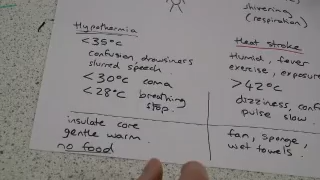 shivering
(respiration)
Hypothermia
<35°C
confusion, drowsiness
slurred speech
<30°C coma
<28°C breathing
stop.
insulate core
gentle warm.
no food
Heat stroke
Humid, fever
exercise, exposure
>42°C
dizziness, conf
pulse slow.
fan, sponge,
wet towels.